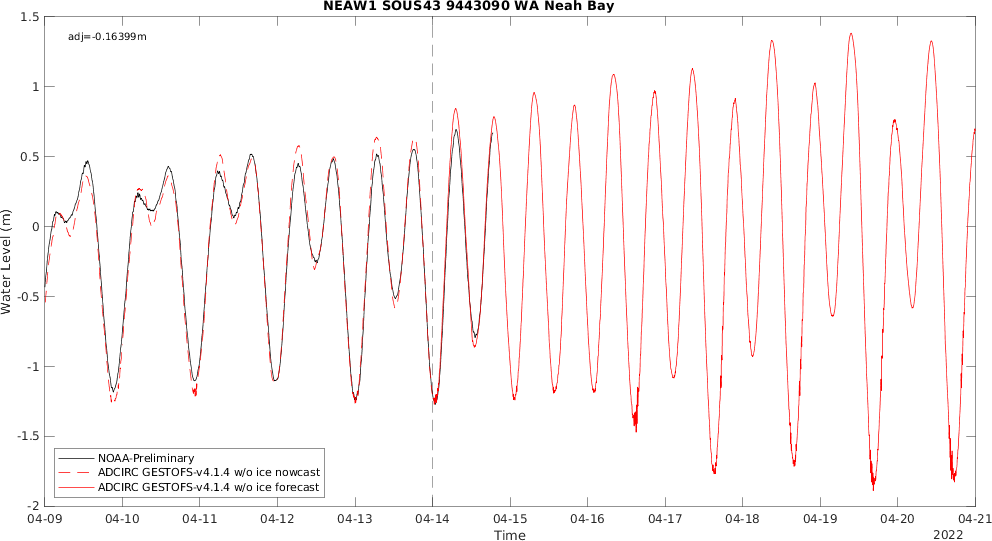 NEAW1 SOUS43 9443090 WA Neah Bay
adj=-0.16399m
1.5
1
0.5
0
-0.5
-1
-1.5
-2
Water Level (m)
NOAA-Preliminary
ADCIRC GESTOFS-v4.1.4 w/o ice nowcast
ADCIRC GESTOFS-v4.1.4 w/o ice forecast
04-09 04-10 04-11 04-12 04-13 04-14 04-15 04-16 04-17 04-18 04-19 04-20 04-21
Time
2022